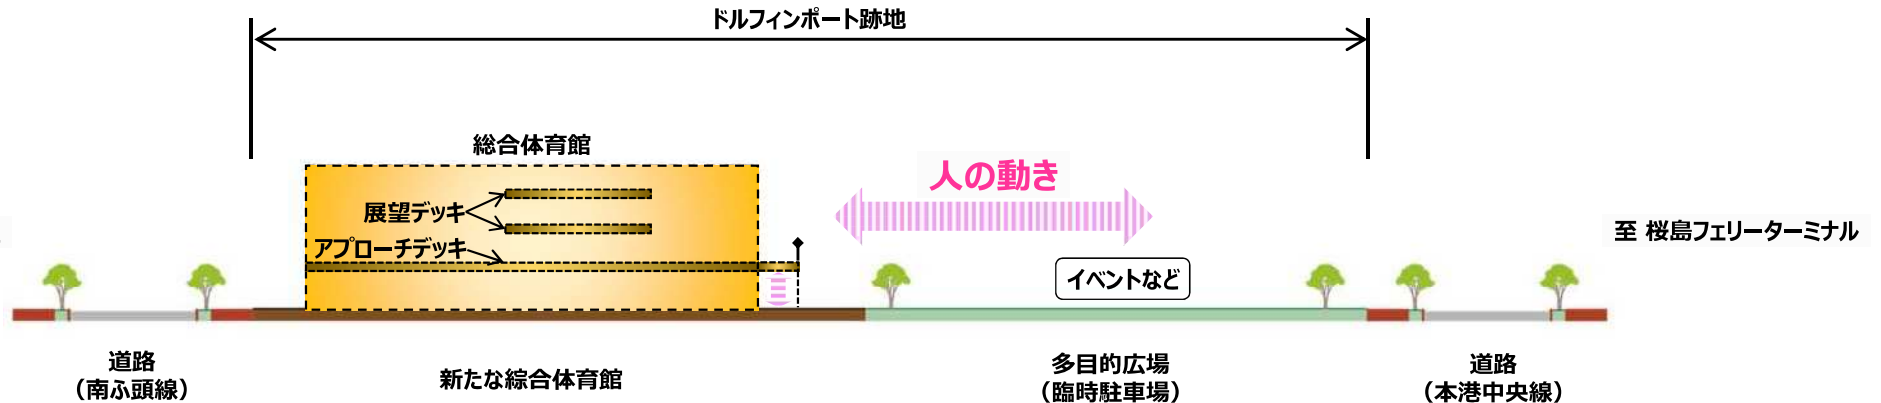 ドルフィンポート跡地
総合体育館
人の動き
展望デッキ
アプローチデッキ
至 桜島フェリーターミナル
イベントなど
道路
（南ふ頭線）
新たな総合体育館
多目的広場
（臨時駐車場）
道路
（本港中央線）